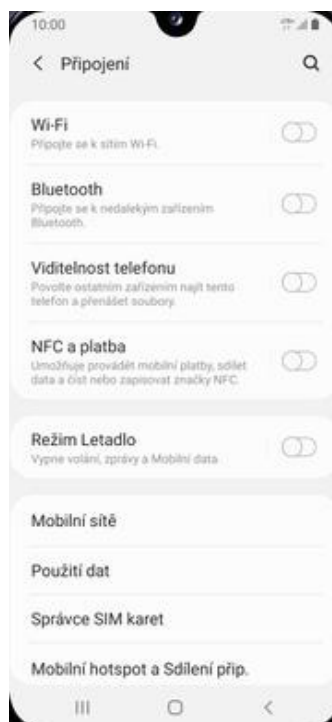 10:00
Připojení
Wi-Fi
Připojte se k sítím Wi-Fi.
Bluetooth
Připojte se k nedalekým zařízením
Bluetooth.
Viditelnost telefonu
Povolte ostatním zařízením najít tento
telefon a přenášet soubory.
NFC a platba
Umožňuje provádět mobilní platby, sdílet
data a číst nebo zapisovat značky NFC.
Režim Letadlo
Vypne volání, zprávy a Mobilní data.
Mobilní sítě
Použití dat
Správce SIM karet
Mobilní hotspot a Sdílení přip.